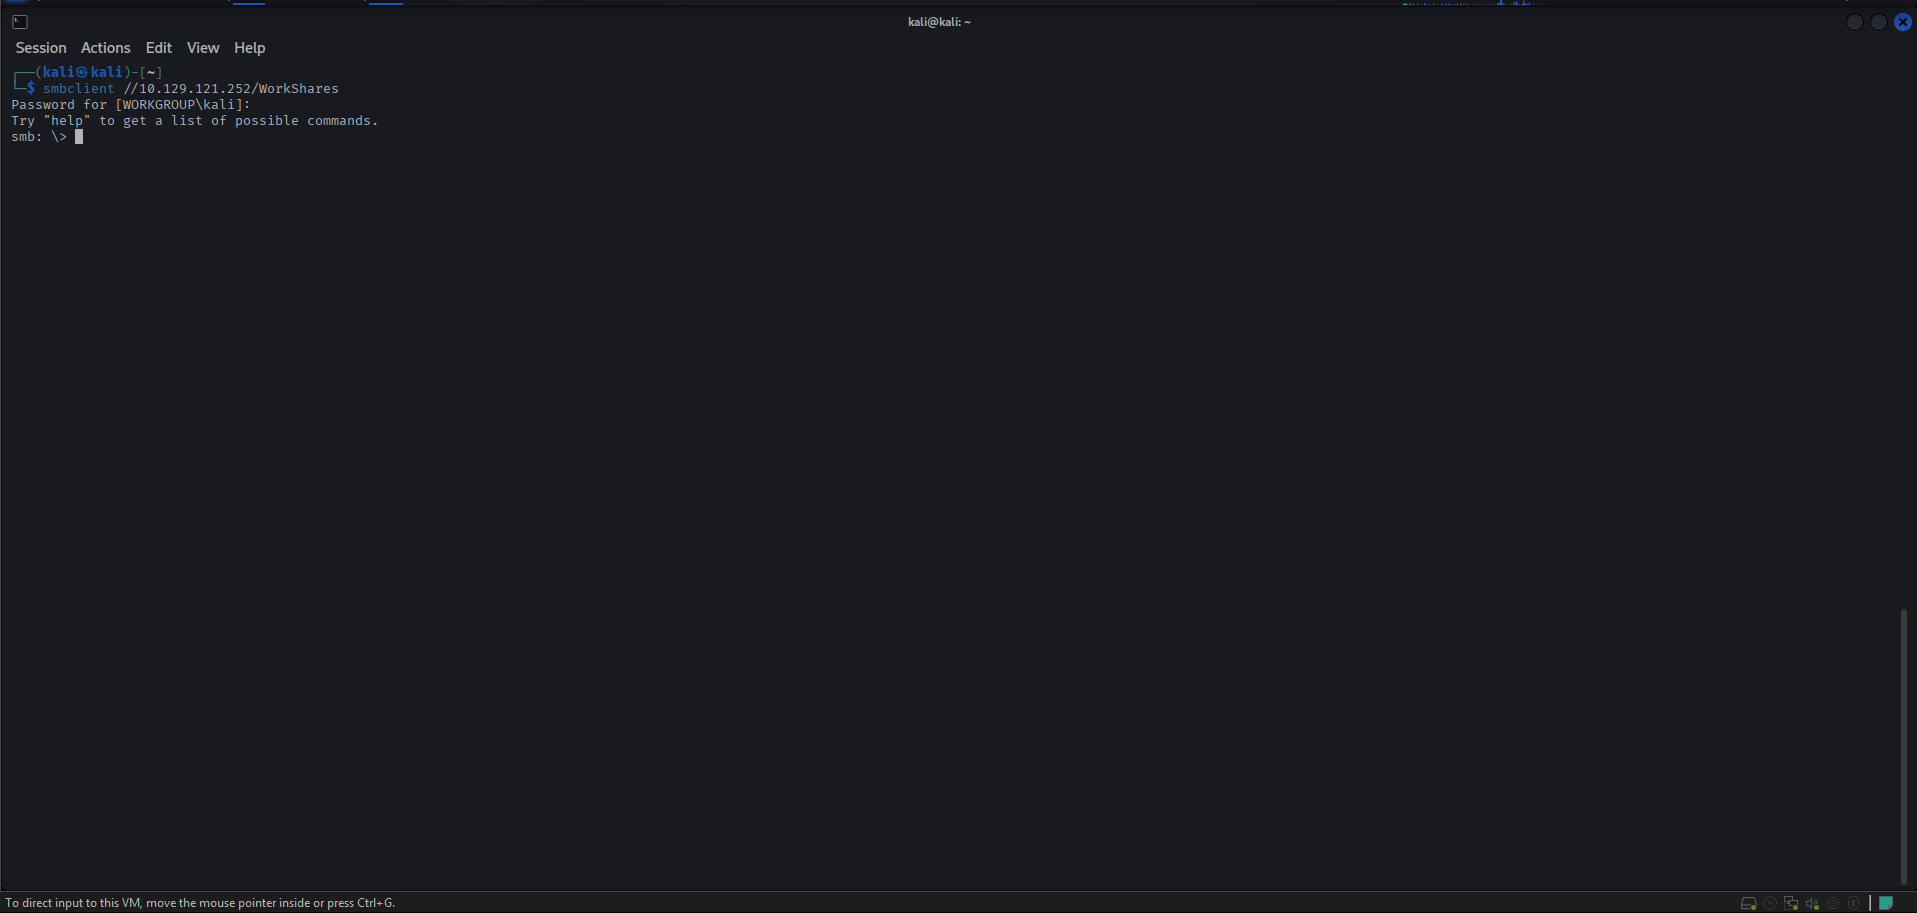 kali@kali: ~
Session Actions Edit View Help
┌──(kali㉿kali)-[~]
└─$ smbclient //10.129.121.252/WorkShares
Password for [WORKGROUP\kali]:
Try "help" to get a list of possible commands.
smb: \>
To direct input to this VM, move the mouse pointer inside or press Ctrl+G.